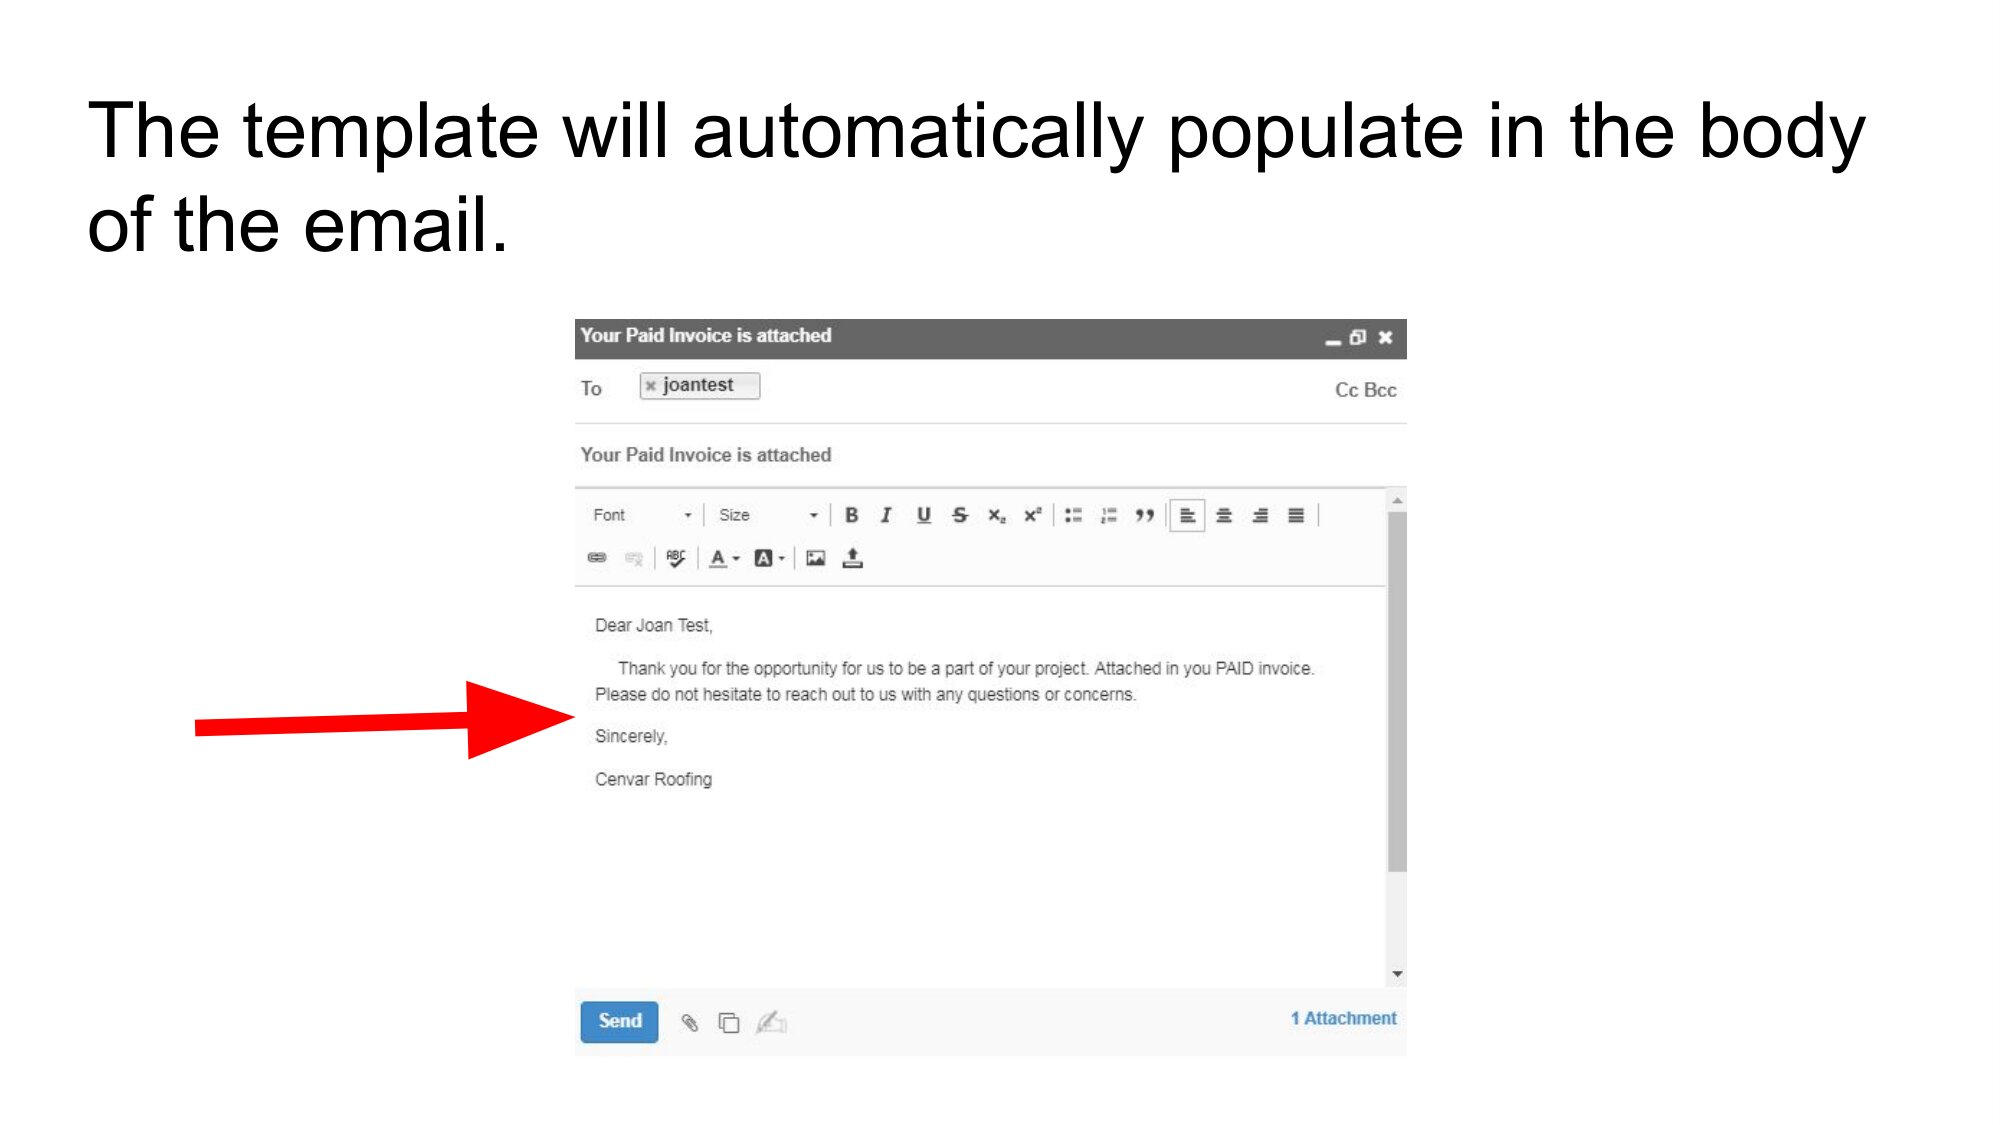 The template will automatically populate in the body
of the email.
Your Paid Invoice is attached
To joantest Cc Bcc
Your Paid Invoice is attached
Font Size B I U S x₂ x²
ABC A A
Dear Joan Test,
Thank you for the opportunity for us to be a part of your project. Attached in you PAID invoice.
Please do not hesitate to reach out to us with any questions or concerns.
Sincerely,
Cenvar Roofing
Send 1 Attachment